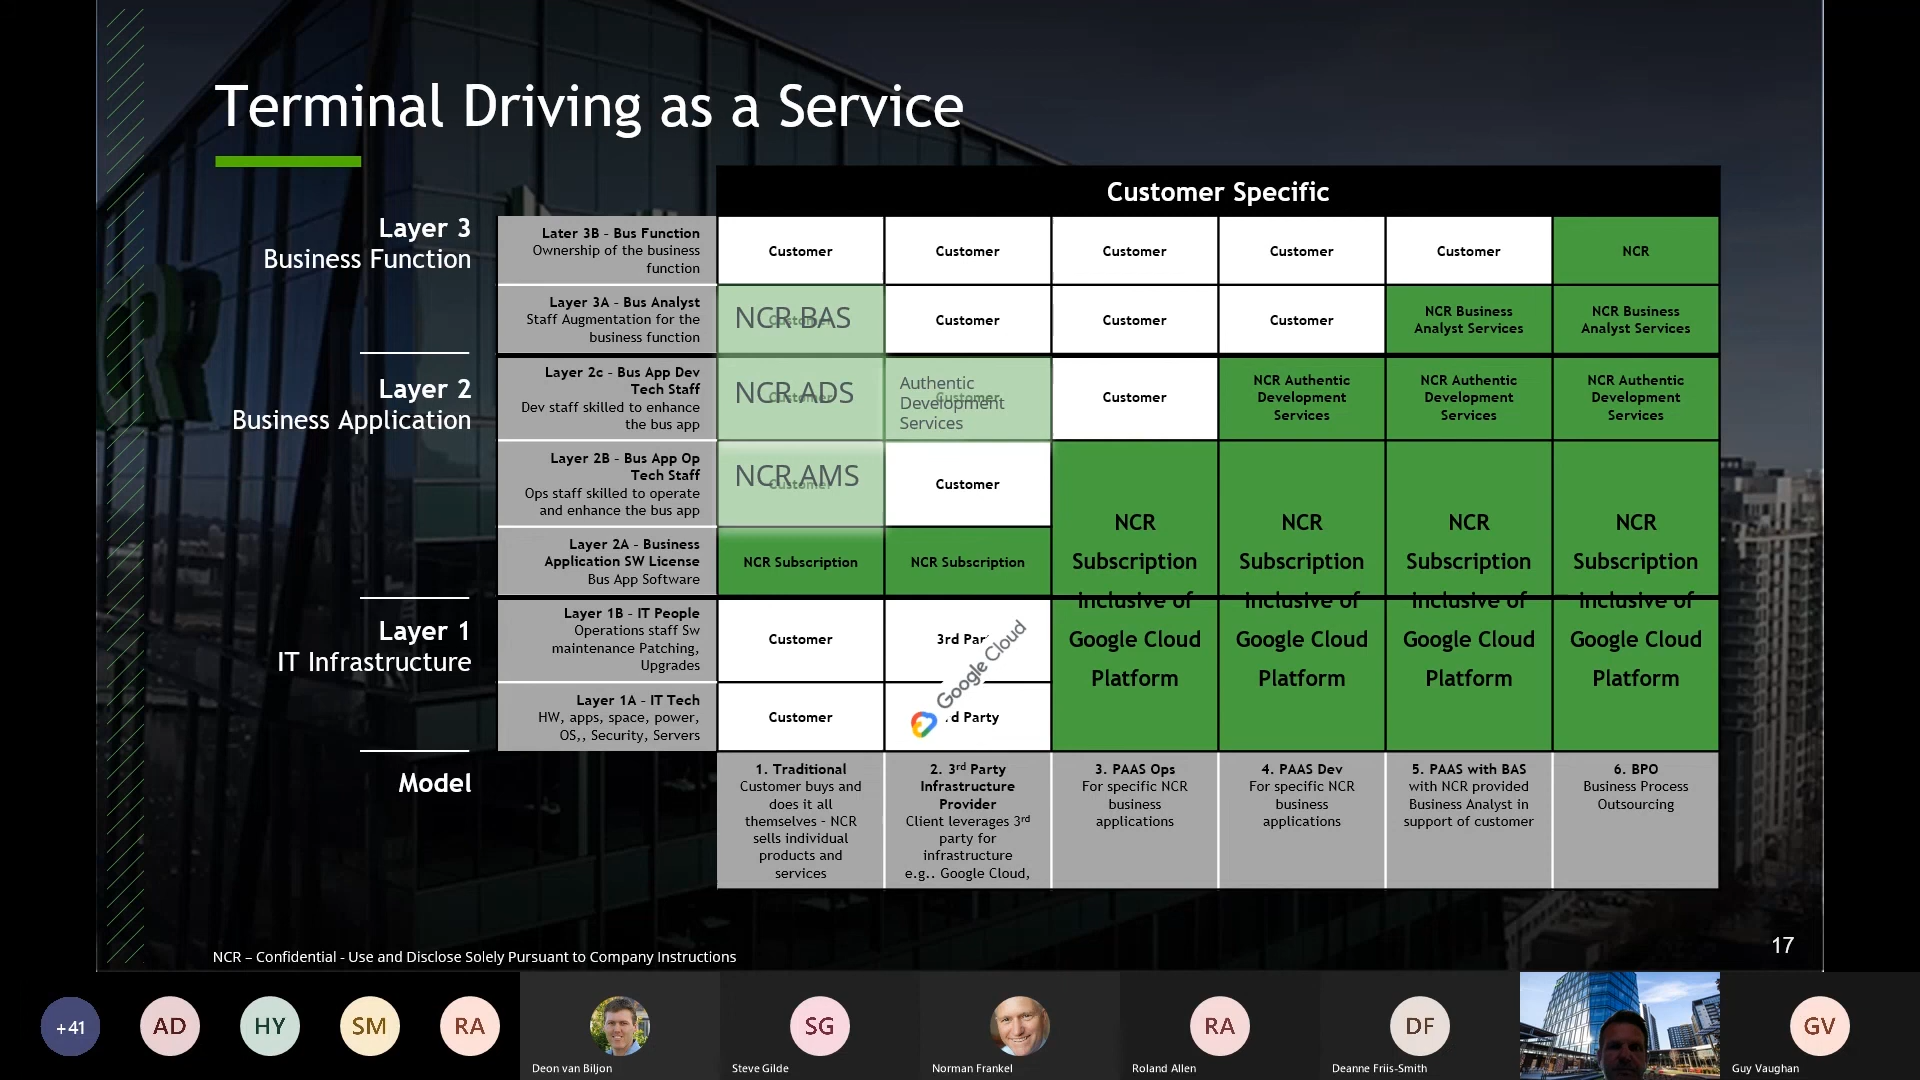 Terminal Driving as a Service
Customer Specific
Layer 3
Business Function
Later 3B - Bus Function
Ownership of the business
function
Customer
Customer
Customer
Customer
Customer
NCR
Layer 3A - Bus Analyst
Staff Augmentation for the
business function
NCR BAS
Customer
Customer
Customer
Customer
NCR Business
Analyst Services
NCR Business
Analyst Services
Layer 2
Business Application
Layer 2c - Bus App Dev
Tech Staff
Dev staff skilled to enhance
the bus app
NCR ADS
Customer
Authentic
Development
Services
Customer
Customer
NCR Authentic
Development
Services
NCR Authentic
Development
Services
NCR Authentic
Development
Services
Layer 2B - Bus App Op
Tech Staff
Ops staff skilled to operate
and enhance the bus app
NCR AMS
Customer
Customer
Layer 2A - Business
Application SW License
Bus App Software
NCR Subscription
NCR Subscription
NCR
Subscription
inclusive of
Google Cloud
Platform
NCR
Subscription
inclusive of
Google Cloud
Platform
NCR
Subscription
inclusive of
Google Cloud
Platform
NCR
Subscription
inclusive of
Google Cloud
Platform
Layer 1
IT Infrastructure
Layer 1B - IT People
Operations staff Sw
maintenance Patching,
Upgrades
Customer
3rd Par
Google Cloud
Layer 1A - IT Tech
HW, apps, space, power,
OS,, Security, Servers
Customer
d Party
Model
1. Traditional
Customer buys and
does it all
themselves - NCR
sells individual
products and
services
2. 3rd Party
Infrastructure
Provider
Client leverages 3rd
party for
infrastructure
e.g.. Google Cloud,
3. PAAS Ops
For specific NCR
business
applications
4. PAAS Dev
For specific NCR
business
applications
5. PAAS with BAS
with NCR provided
Business Analyst in
support of customer
6. BPO
Business Process
Outsourcing
NCR – Confidential - Use and Disclose Solely Pursuant to Company Instructions
17
+41
AD
HY
SM
RA
Deon van Biljon
SG
Steve Gilde
Norman Frankel
RA
Roland Allen
DF
Deanne Friis-Smith
GV
Guy Vaughan